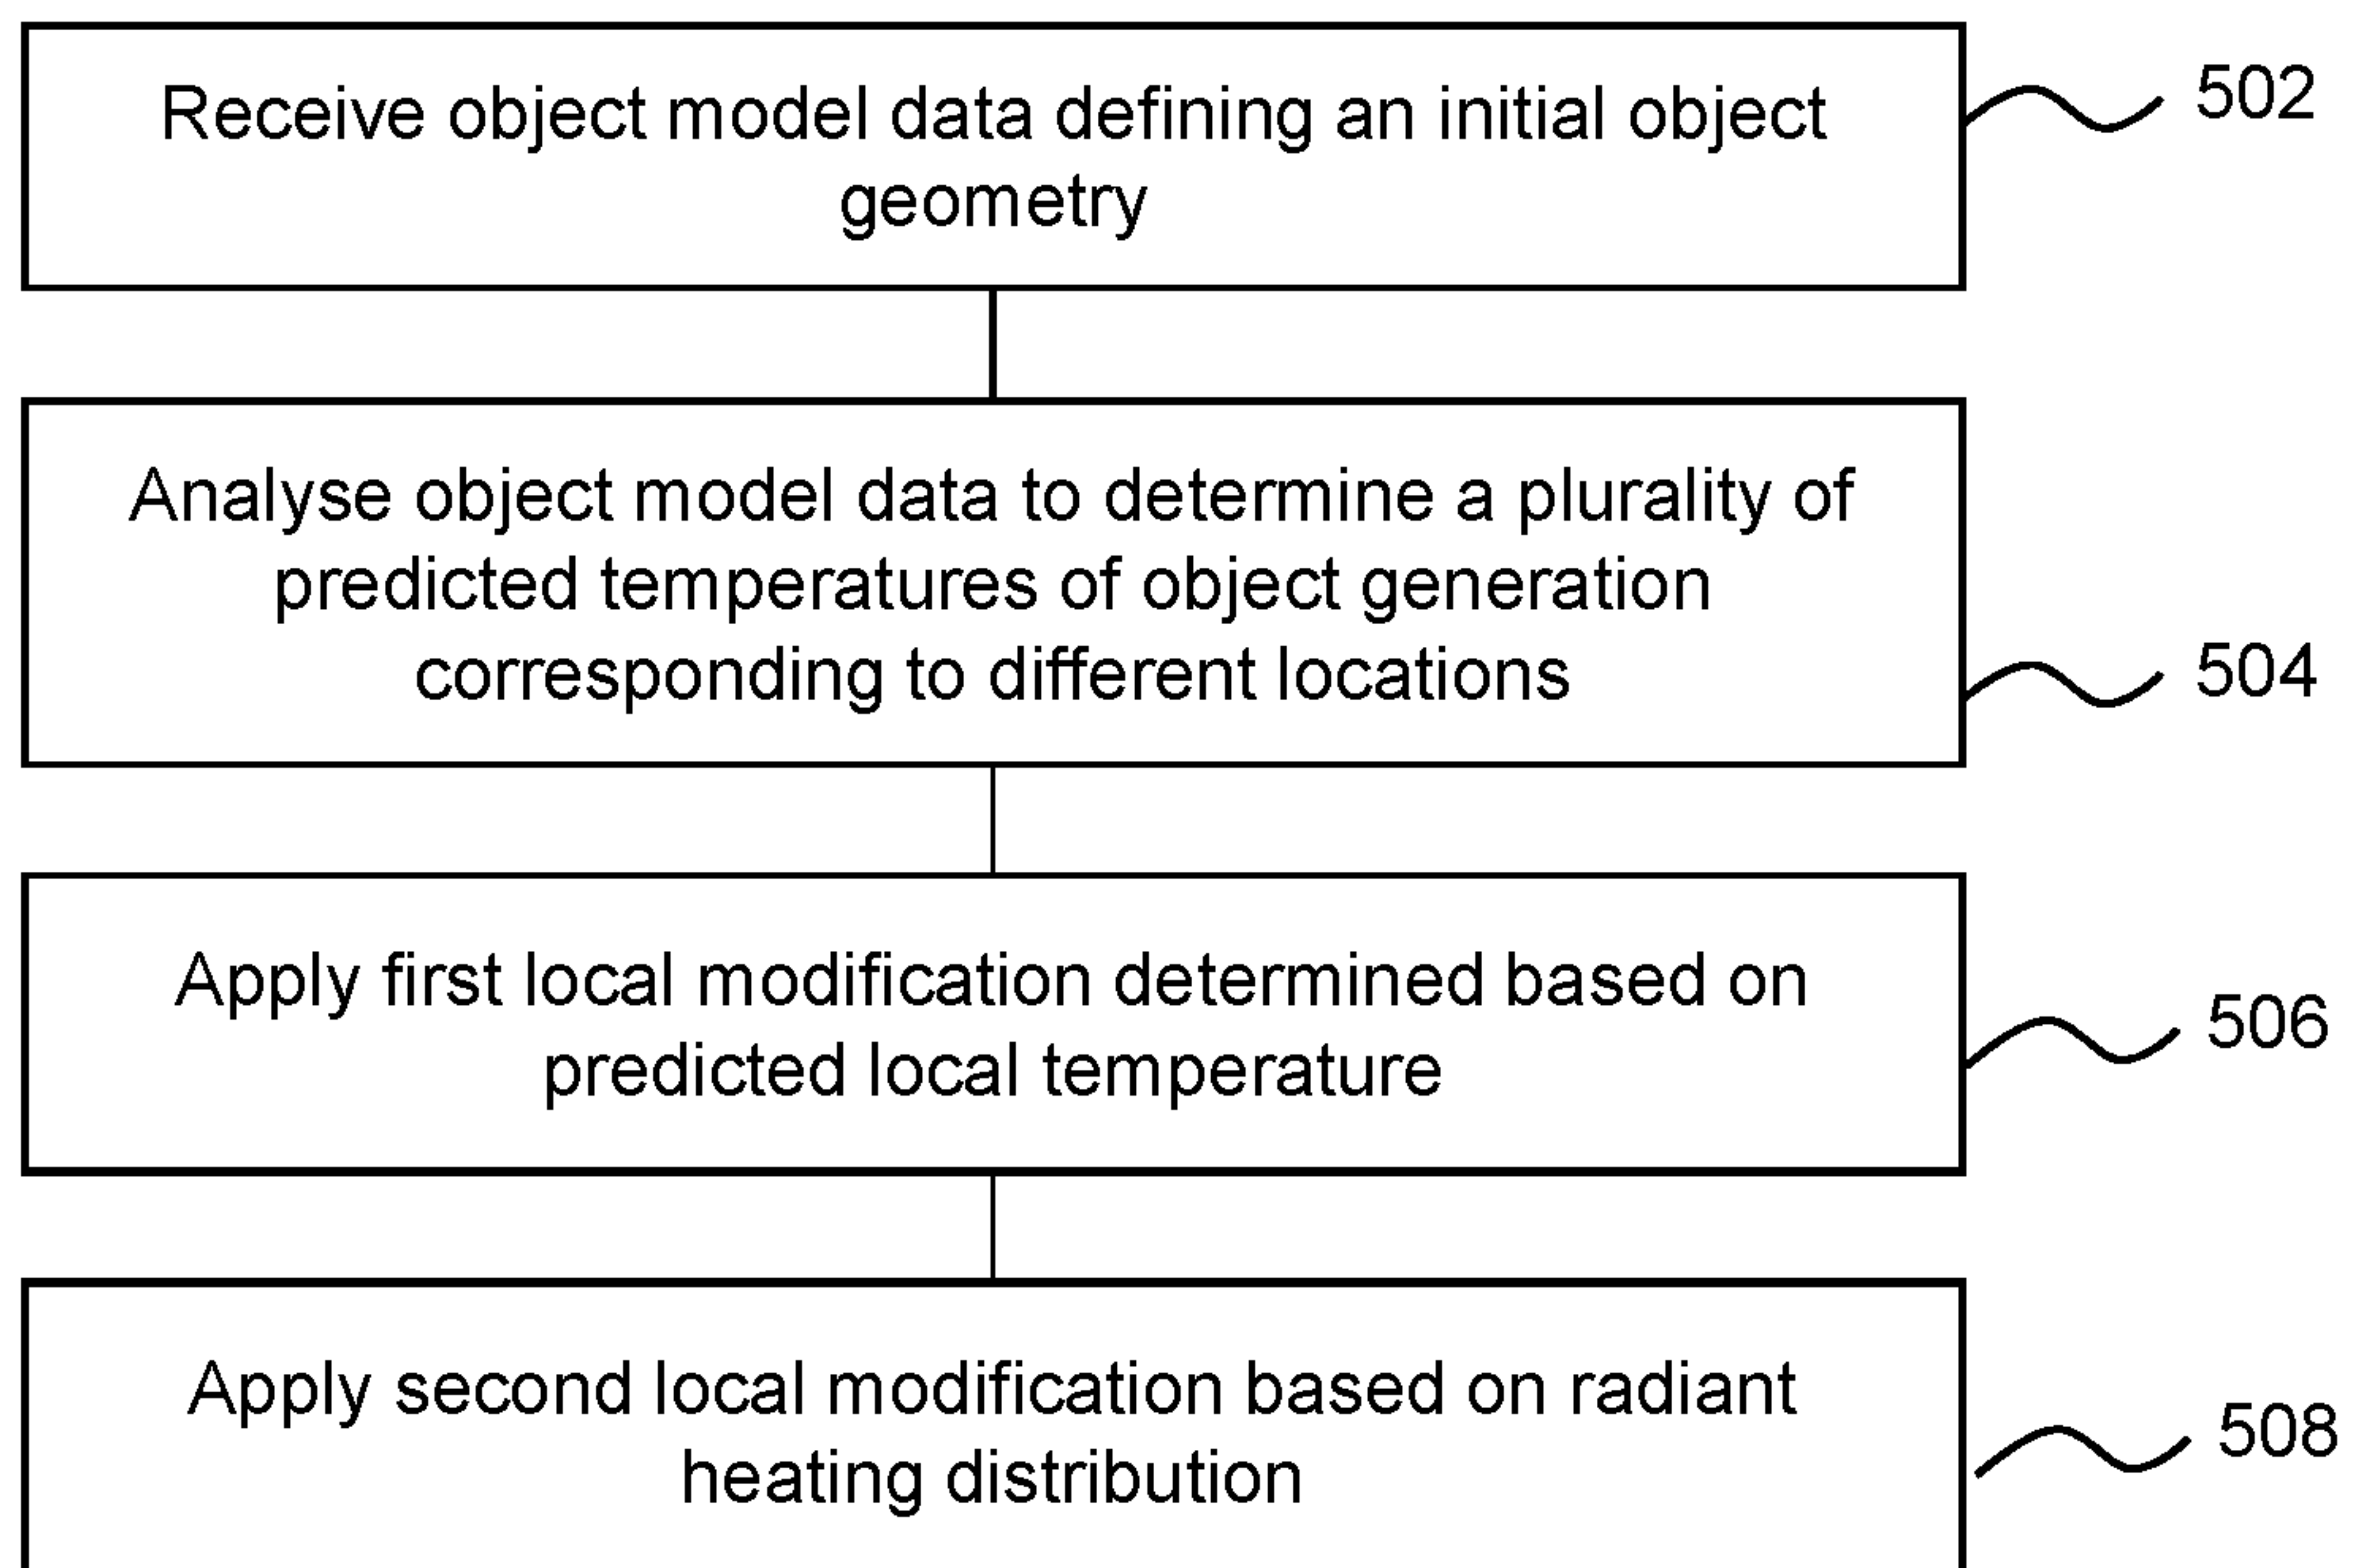 Receive object model data defining an initial object
geometry
502
Analyse object model data to determine a plurality of
predicted temperatures of object generation
corresponding to different locations
504
Apply first local modification determined based on
predicted local temperature
506
Apply second local modification based on radiant
heating distribution
508